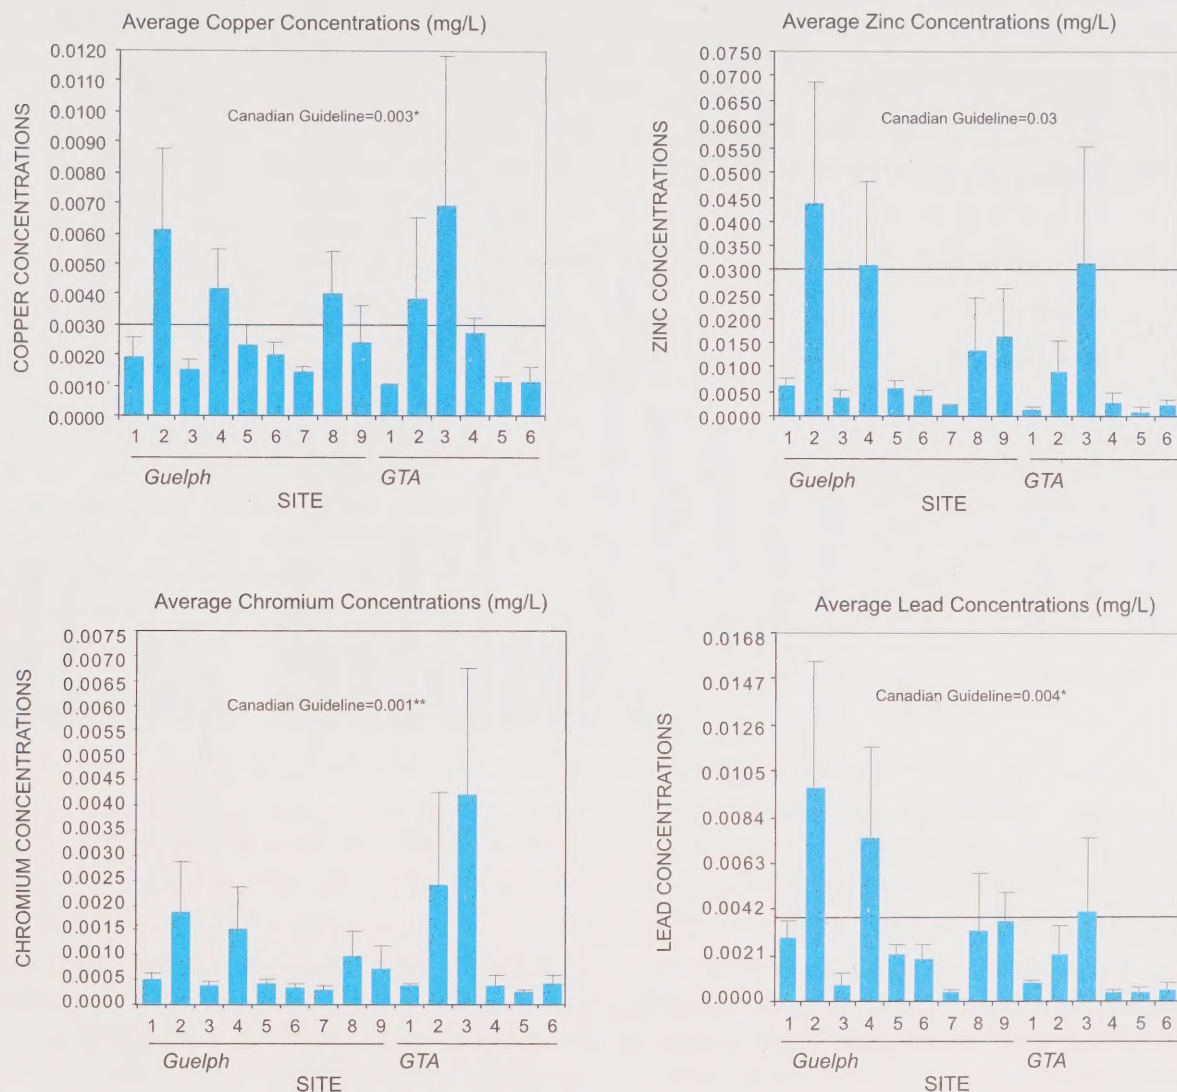 Average Copper Concentrations (mg/L)
COPPER CONCENTRATIONS
0.0120
0.0110
0.0100
0.0090
0.0080
0.0070
0.0060
0.0050
0.0040
0.0030
0.0020
0.0010
0.0000
Canadian Guideline=0.003*
1 2 3 4 5 6 7 8 9 1 2 3 4 5 6
Guelph GTA
SITE
Average Zinc Concentrations (mg/L)
ZINC CONCENTRATIONS
0.0750
0.0700
0.0650
0.0600
0.0550
0.0500
0.0450
0.0400
0.0350
0.0300
0.0250
0.0200
0.0150
0.0100
0.0050
0.0000
Canadian Guideline=0.03
1 2 3 4 5 6 7 8 9 1 2 3 4 5 6
Guelph GTA
SITE
Average Chromium Concentrations (mg/L)
CHROMIUM CONCENTRATIONS
0.0075
0.0070
0.0065
0.0060
0.0055
0.0050
0.0045
0.0040
0.0035
0.0030
0.0025
0.0020
0.0015
0.0010
0.0005
0.0000
Canadian Guideline=0.001**
1 2 3 4 5 6 7 8 9 1 2 3 4 5 6
Guelph GTA
SITE
Average Lead Concentrations (mg/L)
LEAD CONCENTRATIONS
0.0168
0.0147
0.0126
0.0105
0.0084
0.0063
0.0042
0.0021
0.0000
Canadian Guideline=0.004*
1 2 3 4 5 6 7 8 9 1 2 3 4 5 6
Guelph GTA
SITE